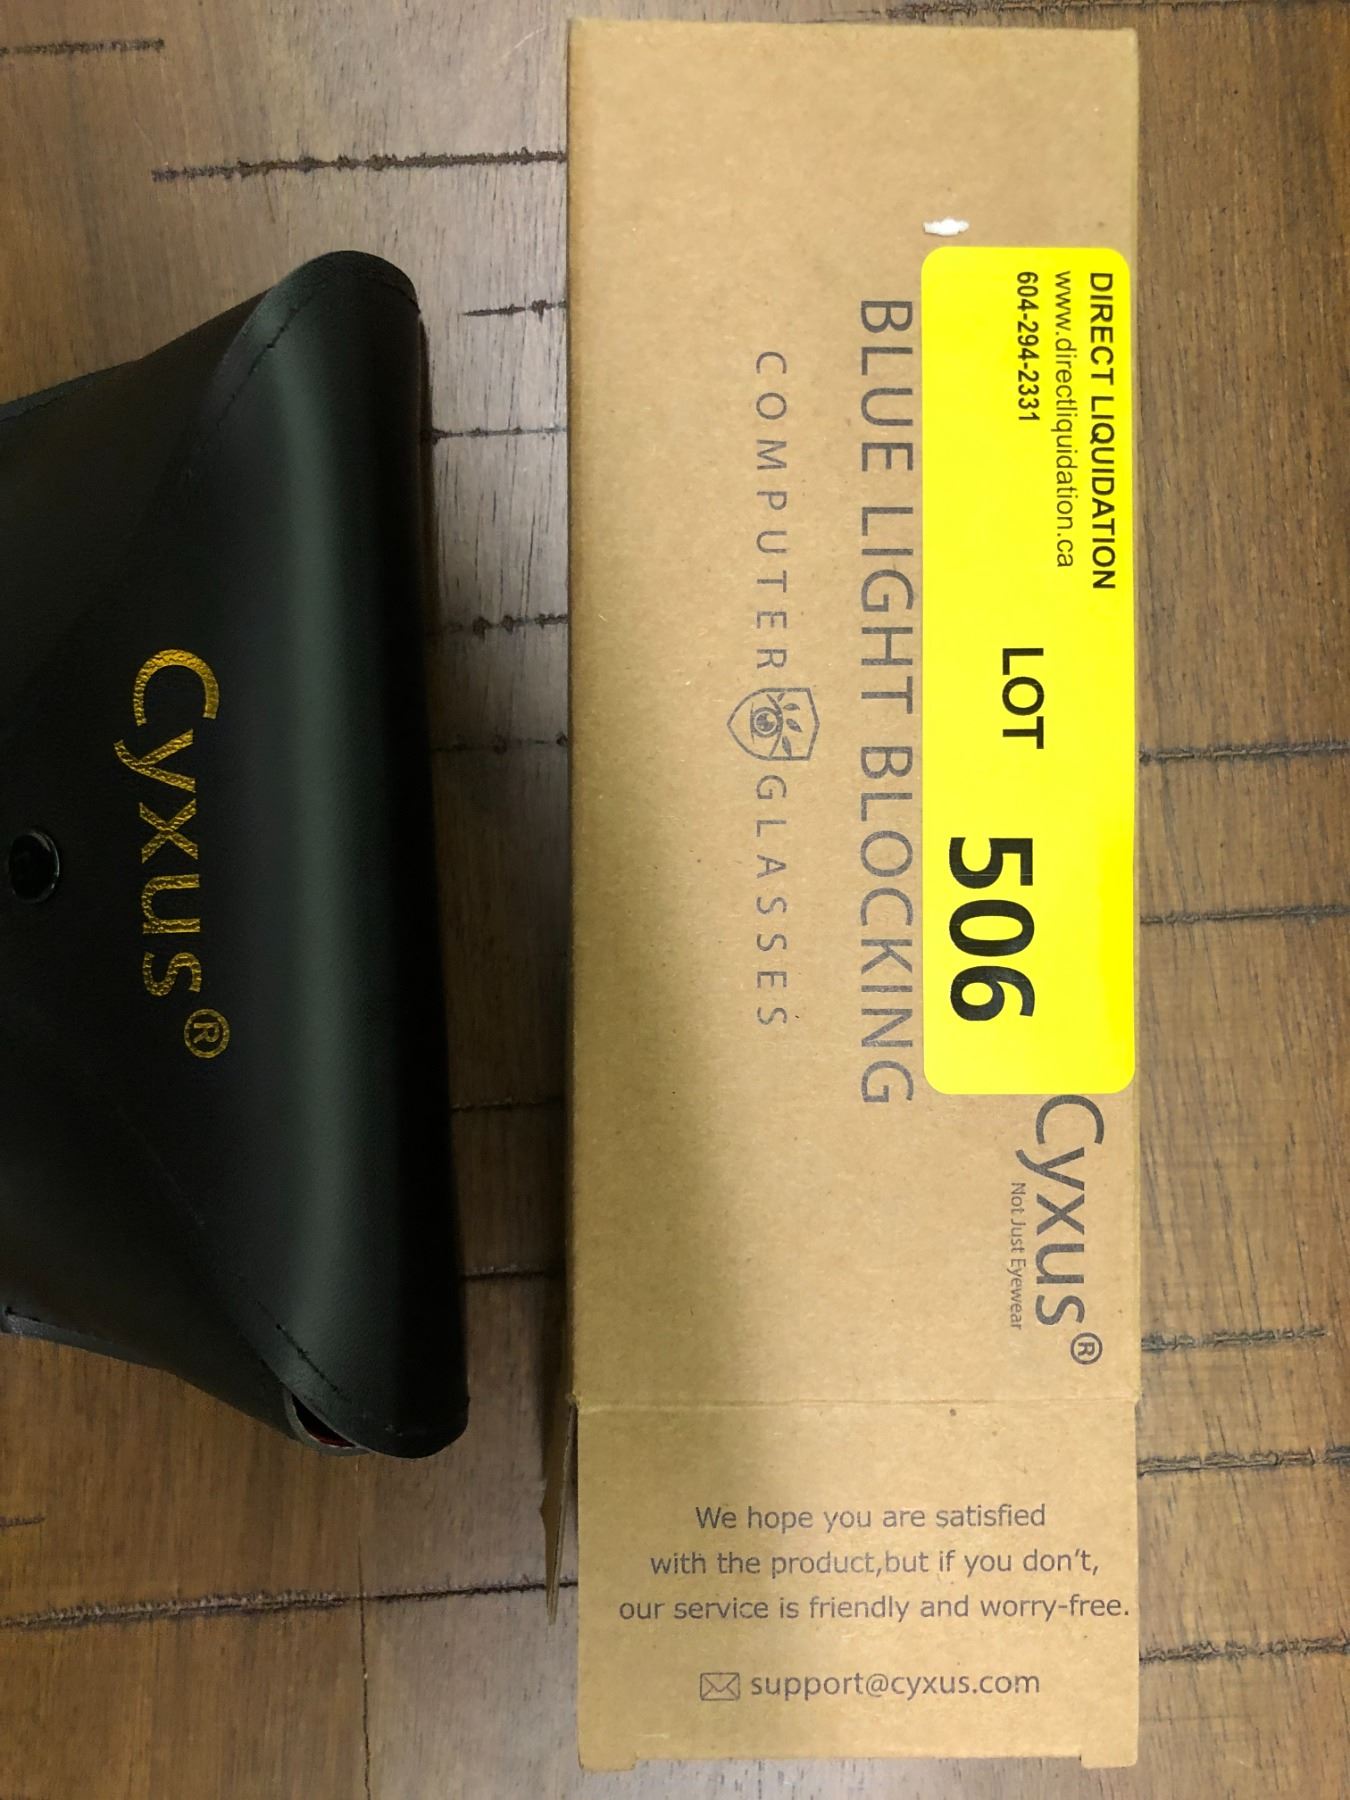 Cyxus®
DIRECT LIQUIDATION
www.directliquidation.ca
604-294-2331
LOT
506
Cyxus®
Not Just Eyewear
BLUE LIGHT BLOCKING
COMPUTER GLASSES
We hope you are satisfied
with the product,but if you don't,
our service is friendly and worry-free.
support@cyxus.com